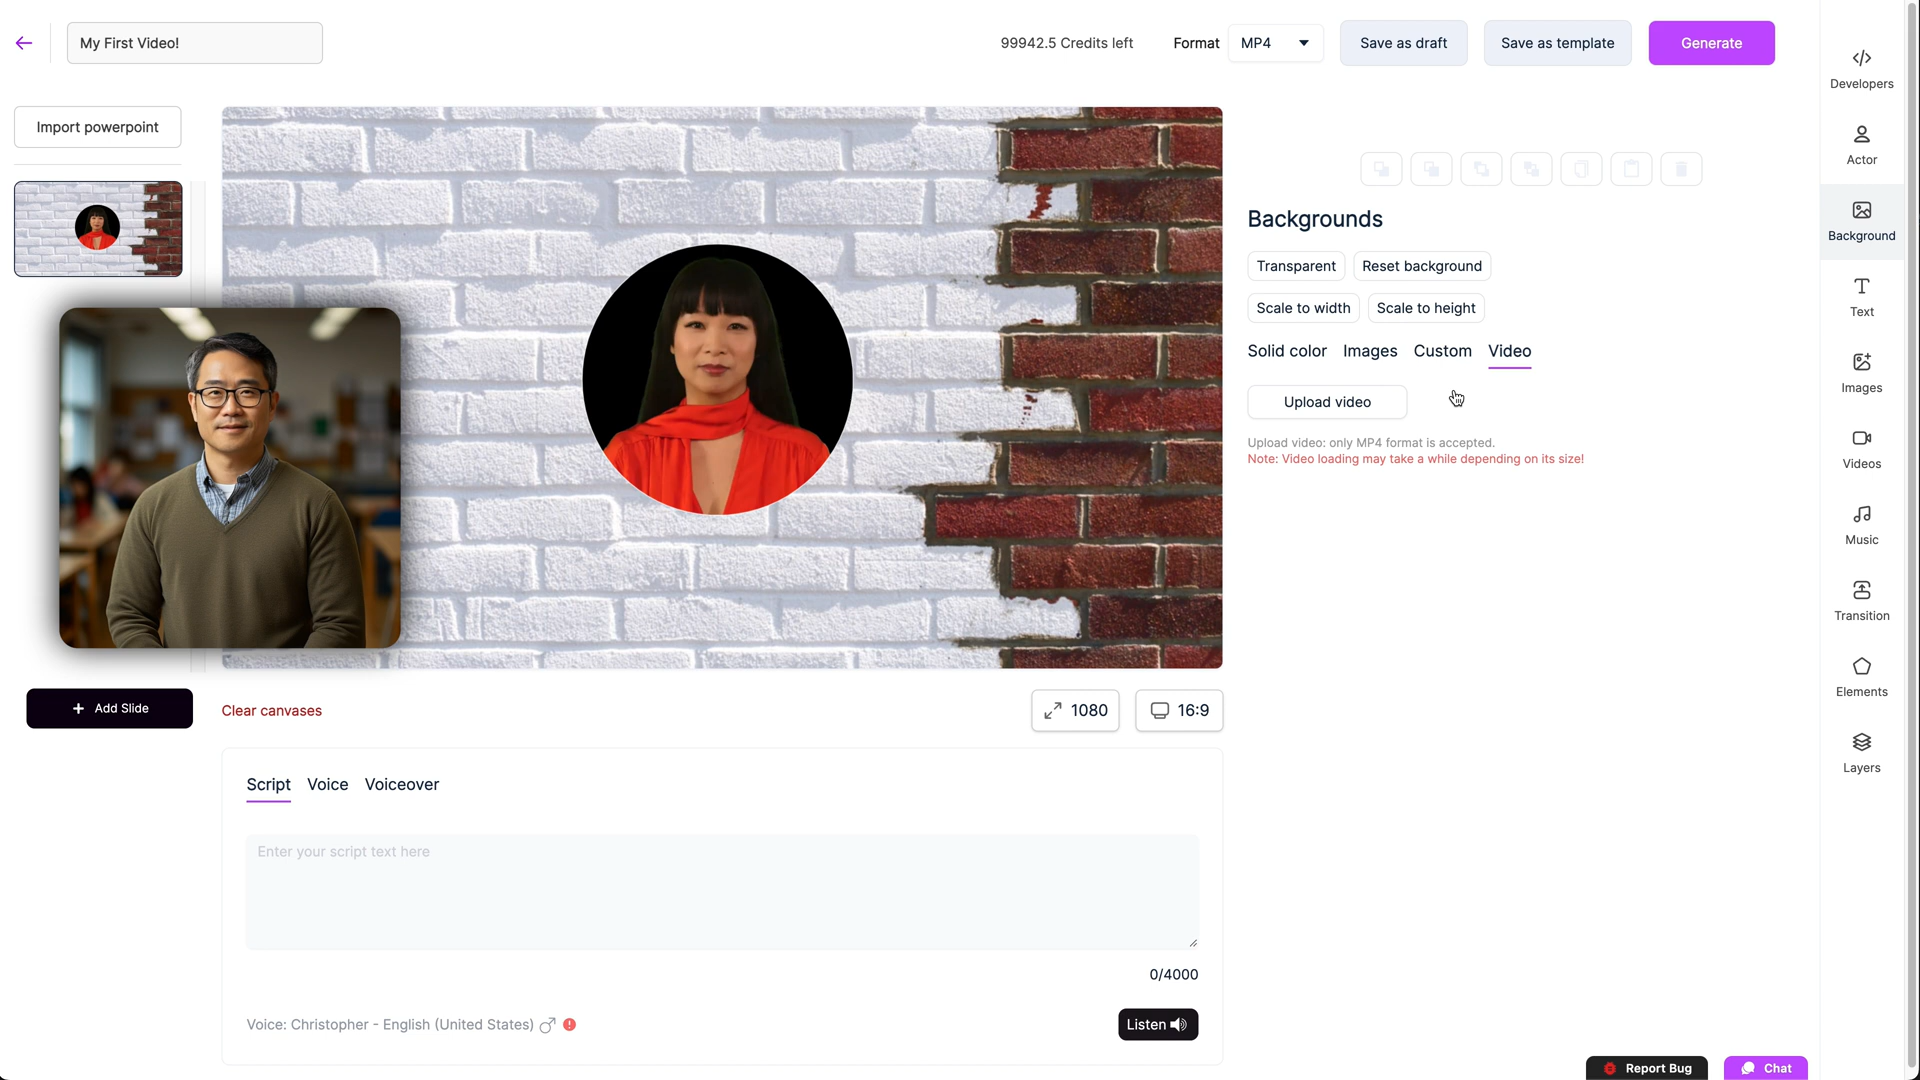 My First Video!
99942.5 Credits left
Format
MP4
Save as draft
Save as template
Generate
Developers
Import powerpoint
Actor
Backgrounds
Background
Transparent
Reset background
Scale to width
Scale to height
Text
Solid color
Images
Custom
Video
Images
Upload video
Upload video: only MP4 format is accepted.
Note: Video loading may take a while depending on its size!
Videos
Music
Transition
Elements
+ Add Slide
Clear canvases
1080
16:9
Layers
Script
Voice
Voiceover
Enter your script text here
0/4000
Voice: Christopher - English (United States)
Listen
Report Bug
Chat